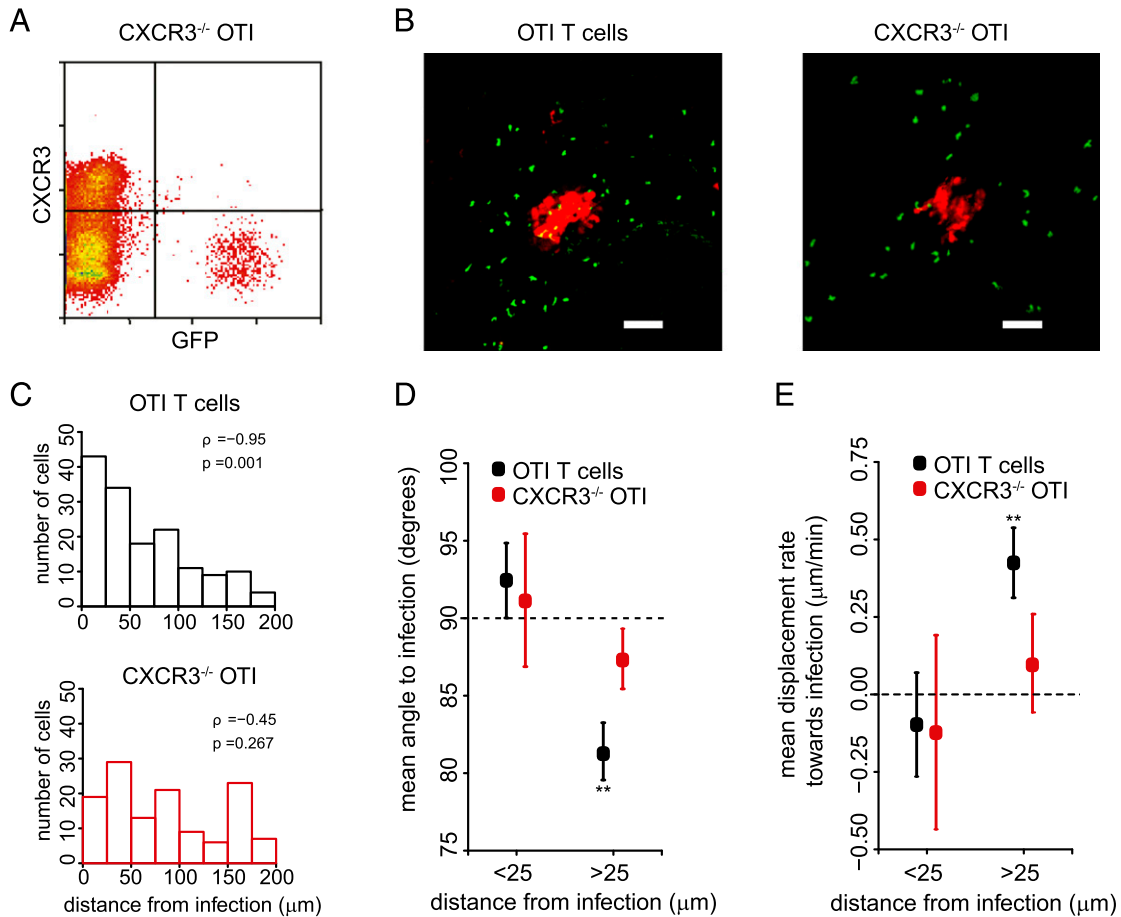 A
CXCR3-/- OTI
CXCR3
GFP
B
OTI T cells
CXCR3-/- OTI
C
OTI T cells
number of cells
50
40
30
20
10
0
ρ =−0.95
p =0.001
0 50 100 150 200
CXCR3-/- OTI
number of cells
50
40
30
20
10
0
ρ =−0.45
p =0.267
0 50 100 150 200
distance from infection (μm)
D
mean angle to infection (degrees)
100
95
90
85
80
75
OTI T cells
CXCR3-/- OTI
**
<25 >25
distance from infection (μm)
E
mean displacement rate
towards infection (μm/min)
0.75
0.50
0.25
0.00
−0.25
−0.50
OTI T cells
CXCR3-/- OTI
**
<25 >25
distance from infection (μm)